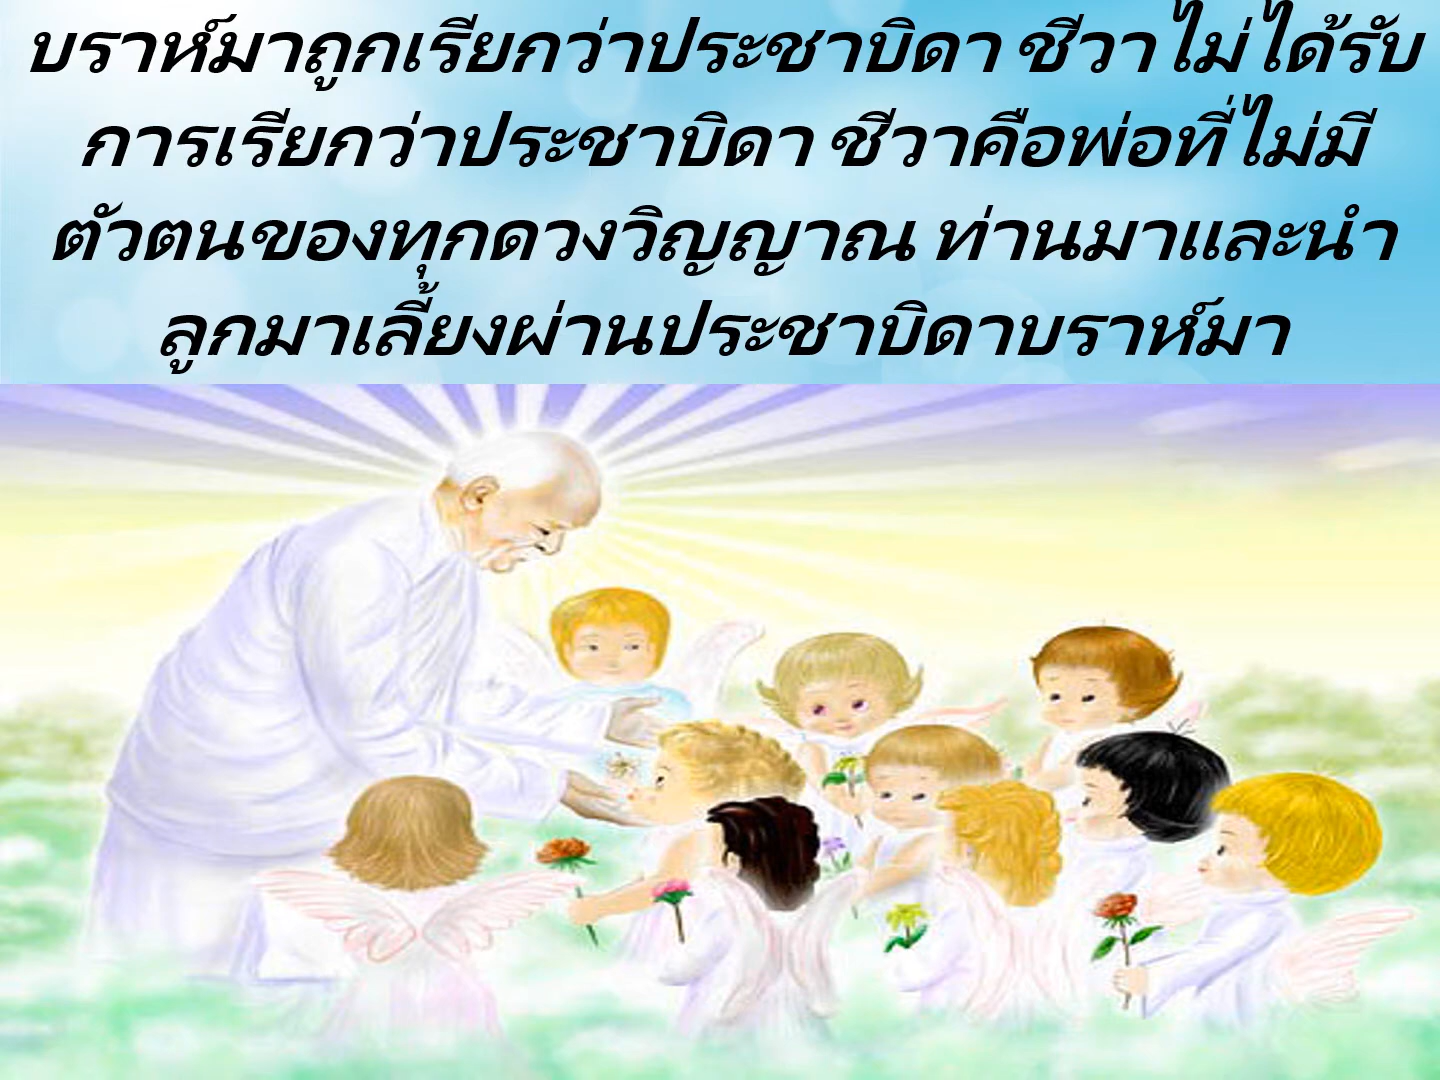 บราห์มาถูกเรียกว่าประชาบิดา ชีวาไม่ได้รับ
การเรียกว่าประชาบิดา ชีวาคือพ่อที่ไม่มี
ตัวตนของทุกดวงวิญญาณ ท่านมาและนำ
ลูกมาเลี้ยงผ่านประชาบิดาบราห์มา